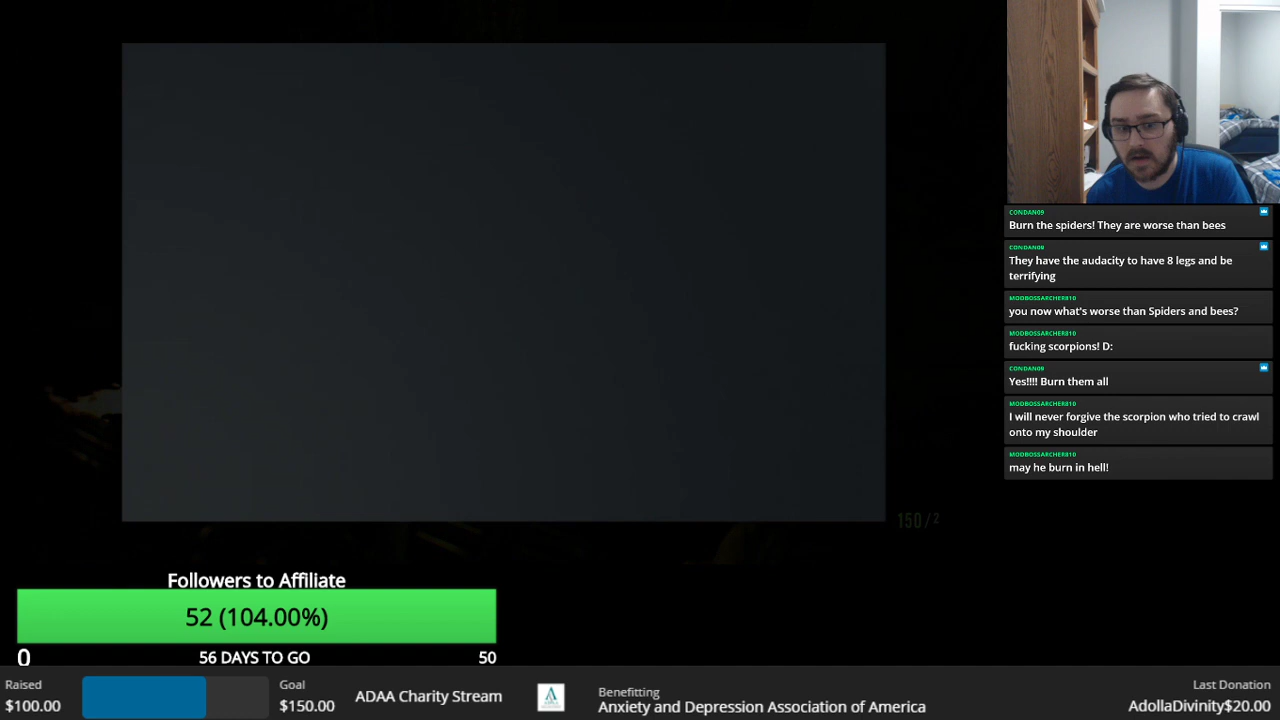 CONDAN09
Burn the spiders! They are worse than bees
CONDAN09
They have the audacity to have 8 legs and be
terrifying
MODBOSSARCHER810
you now what's worse than Spiders and bees?
MODBOSSARCHER810
fucking scorpions! D:
CONDAN09
Yes!!!! Burn them all
MODBOSSARCHER810
I will never forgive the scorpion who tried to crawl
onto my shoulder
MODBOSSARCHER810
may he burn in hell!
150/2
Followers to Affiliate
52 (104.00%)
0
56 DAYS TO GO
50
Raised
$100.00
Goal
$150.00
ADAA Charity Stream
Benefitting
Anxiety and Depression Association of America
Last Donation
AdollaDivinity$20.00